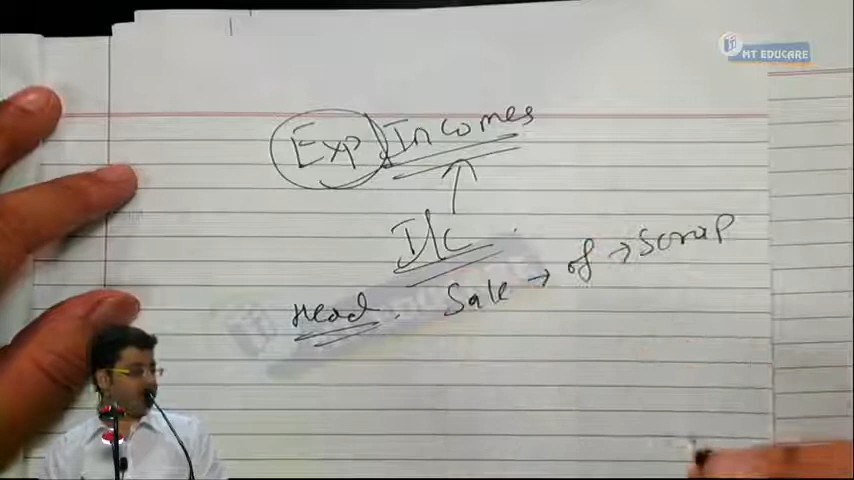 MT EDUCARE
Exp Incomes
I/c
Head. Sale → of → Scrap